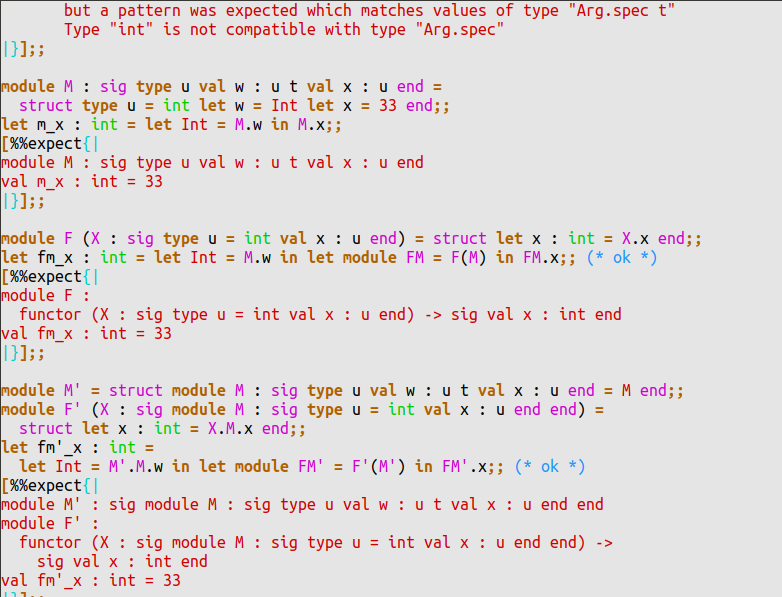 but a pattern was expected which matches values of type "Arg.spec t"
Type "int" is not compatible with type "Arg.spec"
|}];;
module M : sig type u val w : u t val x : u end =
struct type u = int let w = Int let x = 33 end;;
let m_x : int = let Int = M.w in M.x;;
[%%expect{|
module M : sig type u val w : u t val x : u end
val m_x : int = 33
|}];;
module F (X : sig type u = int val x : u end) = struct let x : int = X.x end;;
let fm_x : int = let Int = M.w in let module FM = F(M) in FM.x;; (* ok *)
[%%expect{|
module F :
functor (X : sig type u = int val x : u end) -> sig val x : int end
val fm_x : int = 33
|}];;
module M' = struct module M : sig type u val w : u t val x : u end = M end;;
module F' (X : sig module M : sig type u = int val x : u end end) =
struct let x : int = X.M.x end;;
let fm'_x : int =
let Int = M'.M.w in let module FM' = F'(M') in FM'.x;; (* ok *)
[%%expect{|
module M' : sig module M : sig type u val w : u t val x : u end end
module F' :
functor (X : sig module M : sig type u = int val x : u end end) ->
sig val x : int end
val fm'_x : int = 33
|}];;